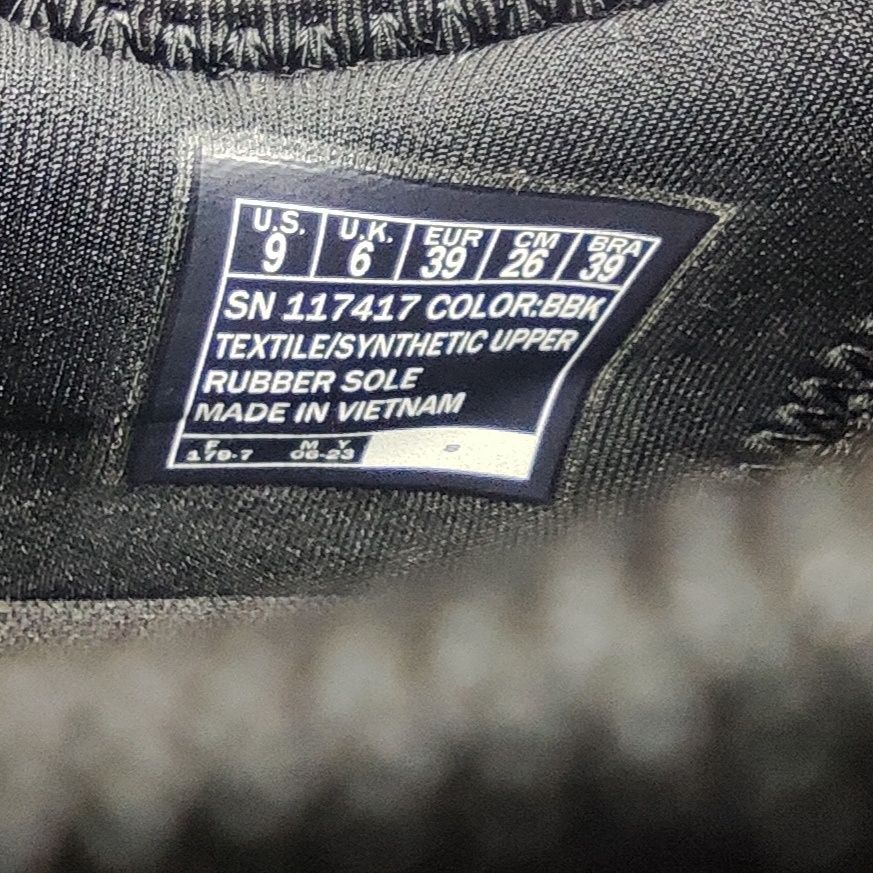 U.S. U.K. EUR CM BRA
9 6 39 26 39
SN 117417 COLOR:BBK
TEXTILE/SYNTHETIC UPPER
RUBBER SOLE
MADE IN VIETNAM
F M Y
179-7 06-23